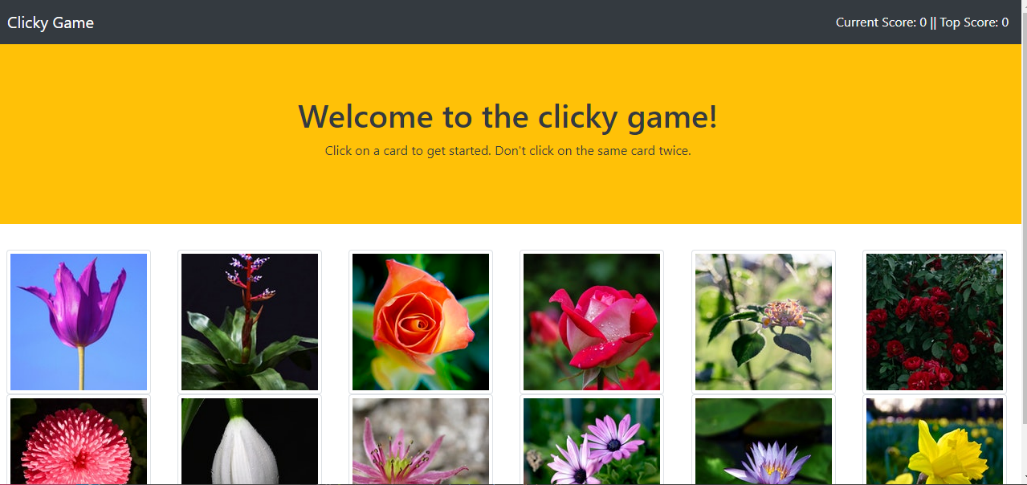 Clicky Game
Current Score: 0 || Top Score: 0
Welcome to the clicky game!
Click on a card to get started. Don't click on the same card twice.